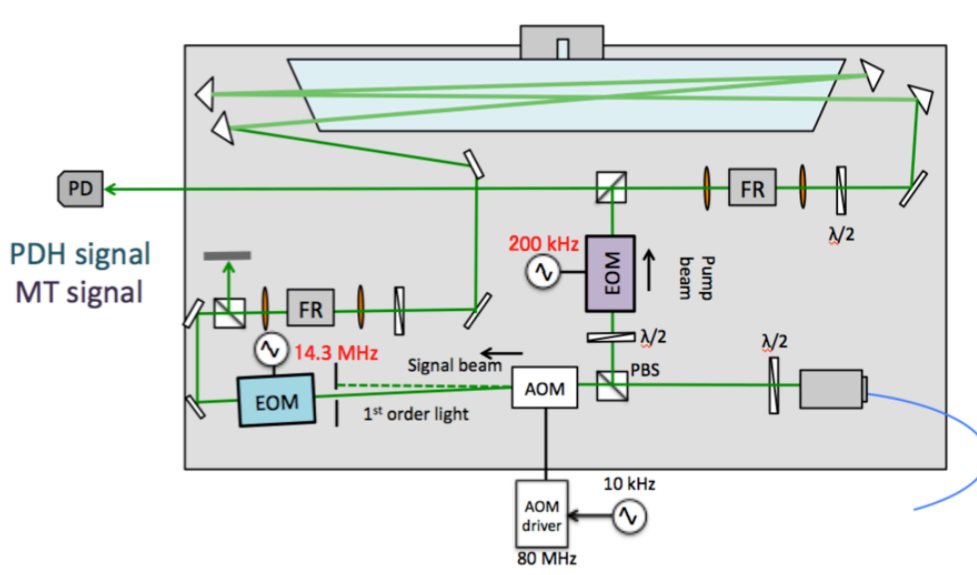 PD
FR
λ/2
PDH signal
MT signal
200 kHz
EOM
Pump
beam
FR
λ/2
λ/2
14.3 MHz
Signal beam
PBS
EOM
AOM
1st order light
10 kHz
AOM
driver
80 MHz